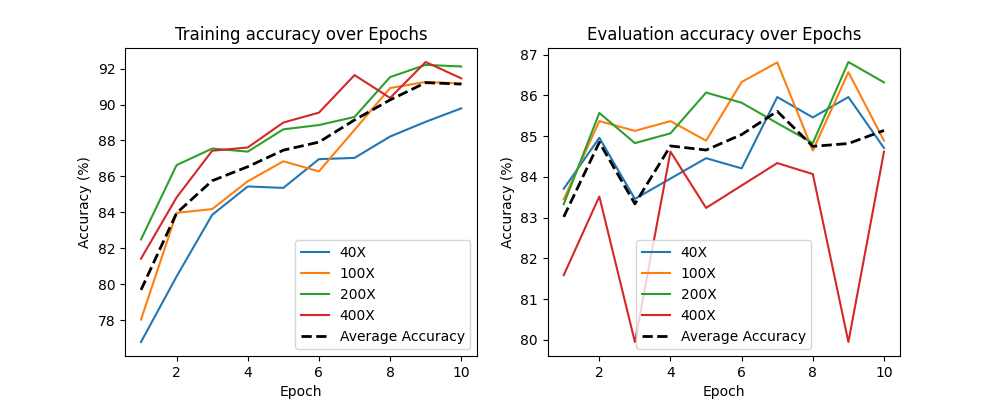 Training accuracy over Epochs
Accuracy (%)
92
90
88
86
84
82
80
78
2
4
6
8
10
Epoch
40X
100X
200X
400X
Average Accuracy
Evaluation accuracy over Epochs
Accuracy (%)
87
86
85
84
83
82
81
80
2
4
6
8
10
Epoch
40X
100X
200X
400X
Average Accuracy